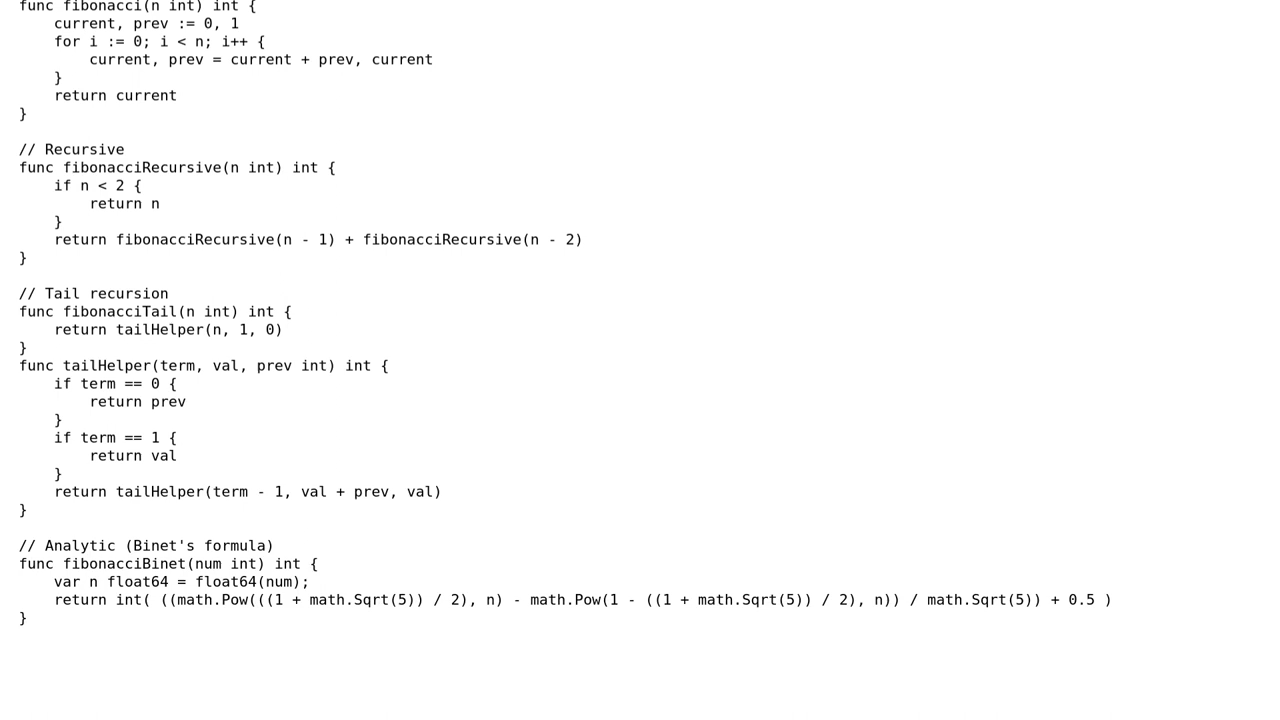 func fibonacci(n int) int {
    current, prev := 0, 1
    for i := 0; i < n; i++ {
        current, prev = current + prev, current
    }
    return current
}

// Recursive
func fibonacciRecursive(n int) int {
    if n < 2 {
        return n
    }
    return fibonacciRecursive(n - 1) + fibonacciRecursive(n - 2)
}

// Tail recursion
func fibonacciTail(n int) int {
    return tailHelper(n, 1, 0)
}
func tailHelper(term, val, prev int) int {
    if term == 0 {
        return prev
    }
    if term == 1 {
        return val
    }
    return tailHelper(term - 1, val + prev, val)
}

// Analytic (Binet's formula)
func fibonacciBinet(num int) int {
    var n float64 = float64(num);
    return int( ((math.Pow(((1 + math.Sqrt(5)) / 2), n) - math.Pow(1 - ((1 + math.Sqrt(5)) / 2), n)) / math.Sqrt(5)) + 0.5 )
}